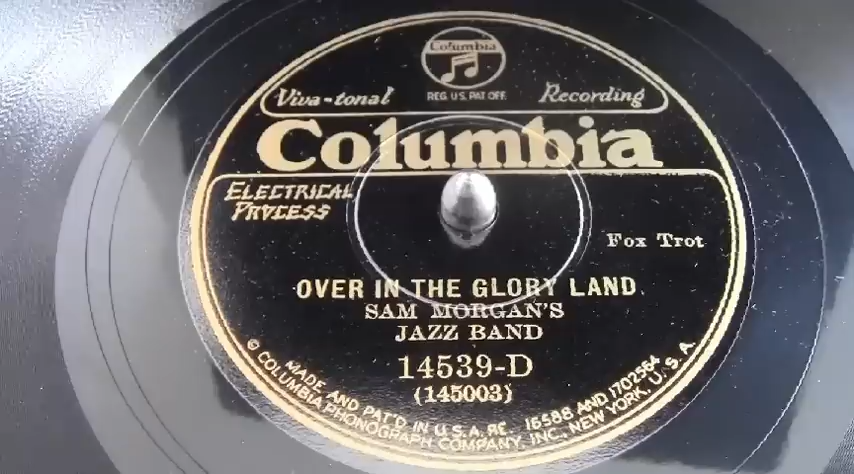 Columbia
REG. U.S. PAT. OFF.
Viva-tonal Recording
Columbia
ELECTRICAL
PROCESS
Fox Trot
OVER IN THE GLORY LAND
SAM MORGAN'S
JAZZ BAND
14539-D
(145003)
MADE AND PAT'D IN U.S.A. RE. 16588 AND 1702564
© COLUMBIA PHONOGRAPH COMPANY, INC., NEW YORK, U.S.A.